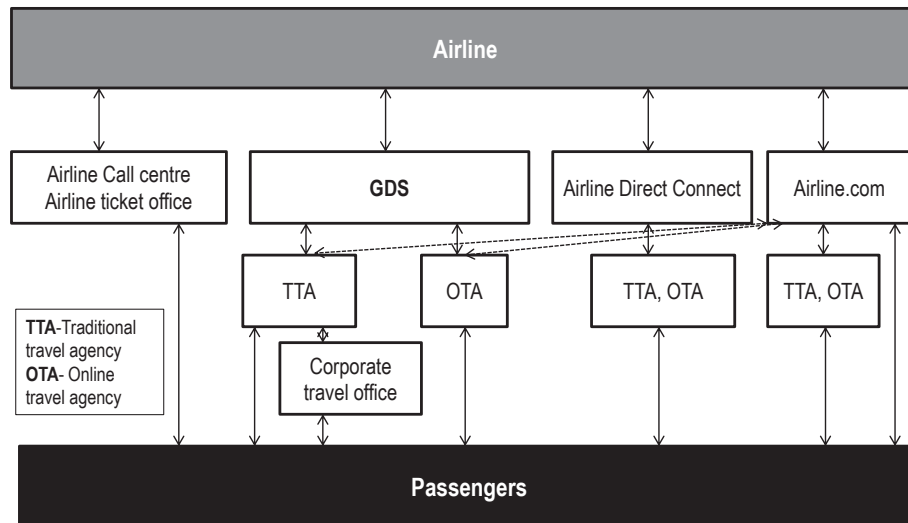 Airline
Airline Call centre
Airline ticket office
GDS
Airline Direct Connect
Airline.com
TTA
OTA
TTA, OTA
TTA, OTA
TTA-Traditional
travel agency
OTA- Online
travel agency
Corporate
travel office
Passengers